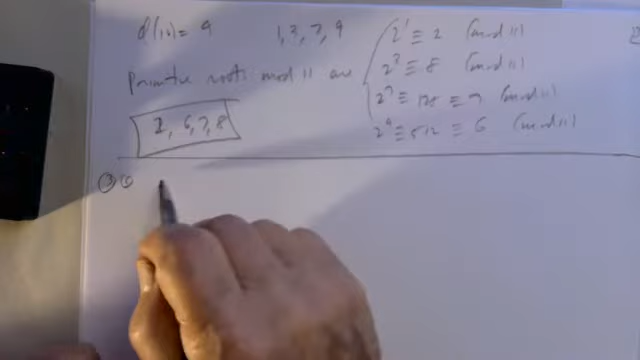 φ(10) = 4 1, 3, 7, 9
2¹ ≡ 2 (mod 11)
2³ ≡ 8 (mod 11)
Primitive roots mod 11 are
2⁷ ≡ 128 ≡ 7 (mod 11)
2, 6, 7, 8
2⁹ ≡ 512 ≡ 6 (mod 11)